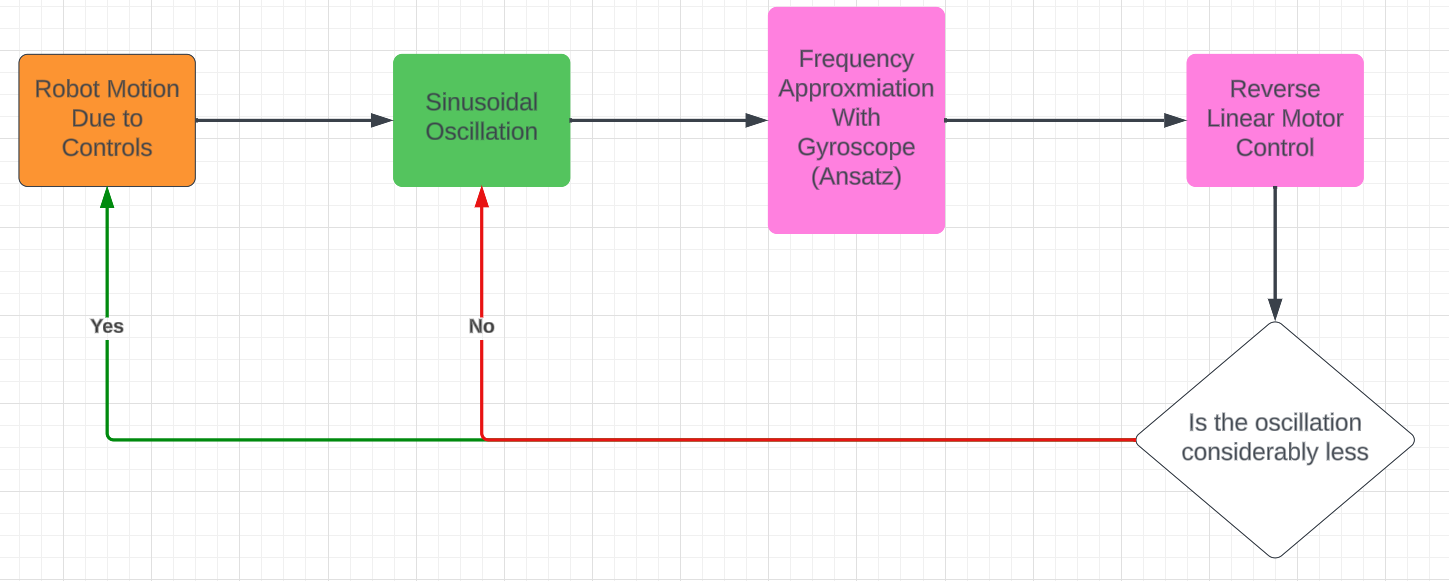 Robot Motion
Due to
Controls
Sinusoidal
Oscillation
Frequency
Approxmiation
With
Gyroscope
(Ansatz)
Reverse
Linear Motor
Control
Yes
No
Is the oscillation
considerably less